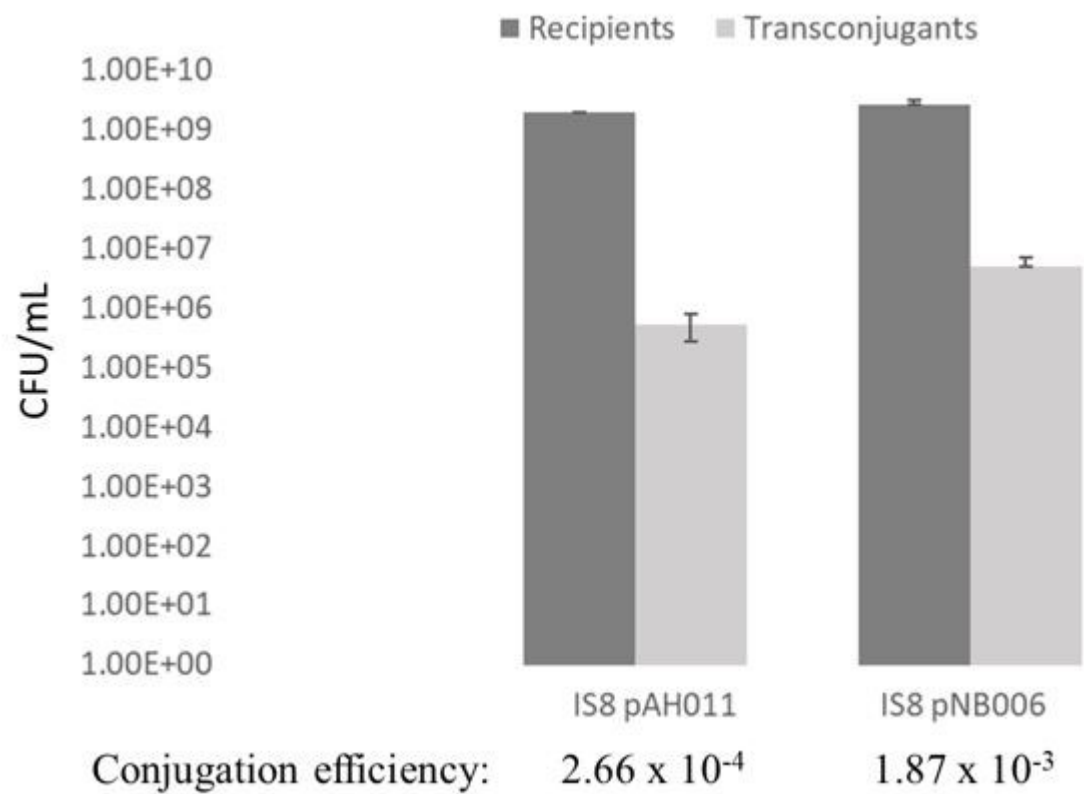 Recipients Transconjugants
1.00E+10
1.00E+09
1.00E+08
1.00E+07
1.00E+06
1.00E+05
1.00E+04
1.00E+03
1.00E+02
1.00E+01
1.00E+00
CFU/mL
IS8 pAH011 IS8 pNB006
Conjugation efficiency: 2.66 x 10⁻⁴ 1.87 x 10⁻³